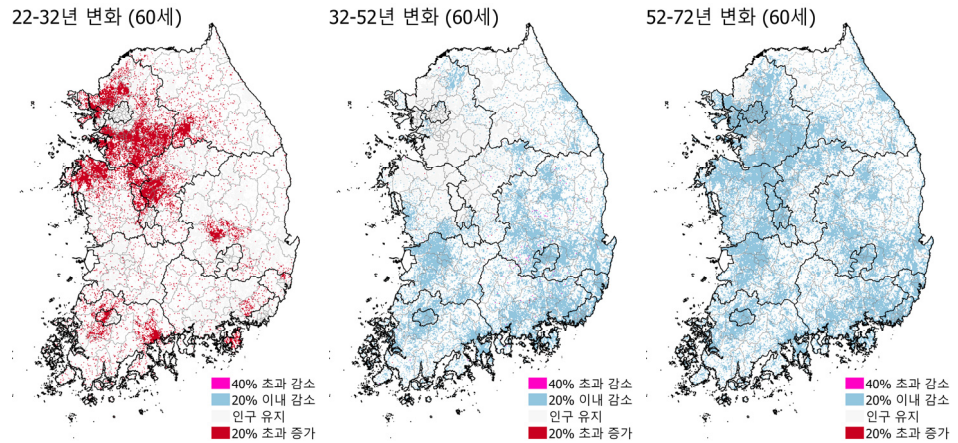 22-32년 변화 (60세)
32-52년 변화 (60세)
52-72년 변화 (60세)
40% 초과 감소
20% 이내 감소
인구 유지
20% 초과 증가
40% 초과 감소
20% 이내 감소
인구 유지
20% 초과 증가
40% 초과 감소
20% 이내 감소
인구 유지
20% 초과 증가